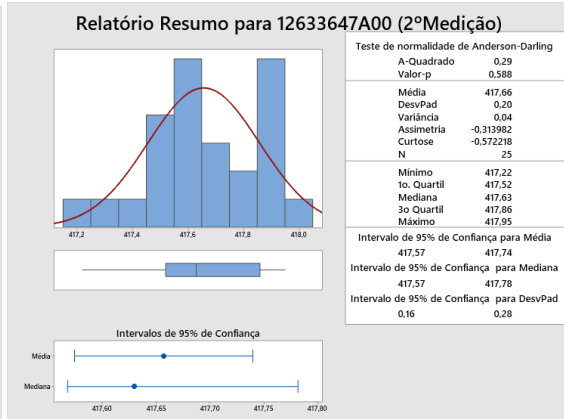 Relatório Resumo para 12633647A00 (2ºMedição)
417,2 417,4 417,6 417,8 418,0
Teste de normalidade de Anderson-Darling
A-Quadrado 0,29
Valor-p 0,588
Média 417,66
DesvPad 0,20
Variância 0,04
Assimetria -0,313982
Curtose -0,572218
N 25
Mínimo 417,22
1o. Quartil 417,52
Mediana 417,63
3o Quartil 417,86
Máximo 417,95
Intervalo de 95% de Confiança para Média
417,57 417,74
Intervalo de 95% de Confiança para Mediana
417,57 417,78
Intervalo de 95% de Confiança para DesvPad
0,16 0,28
Intervalos de 95% de Confiança
Média
Mediana
417,60 417,65 417,70 417,75 417,80